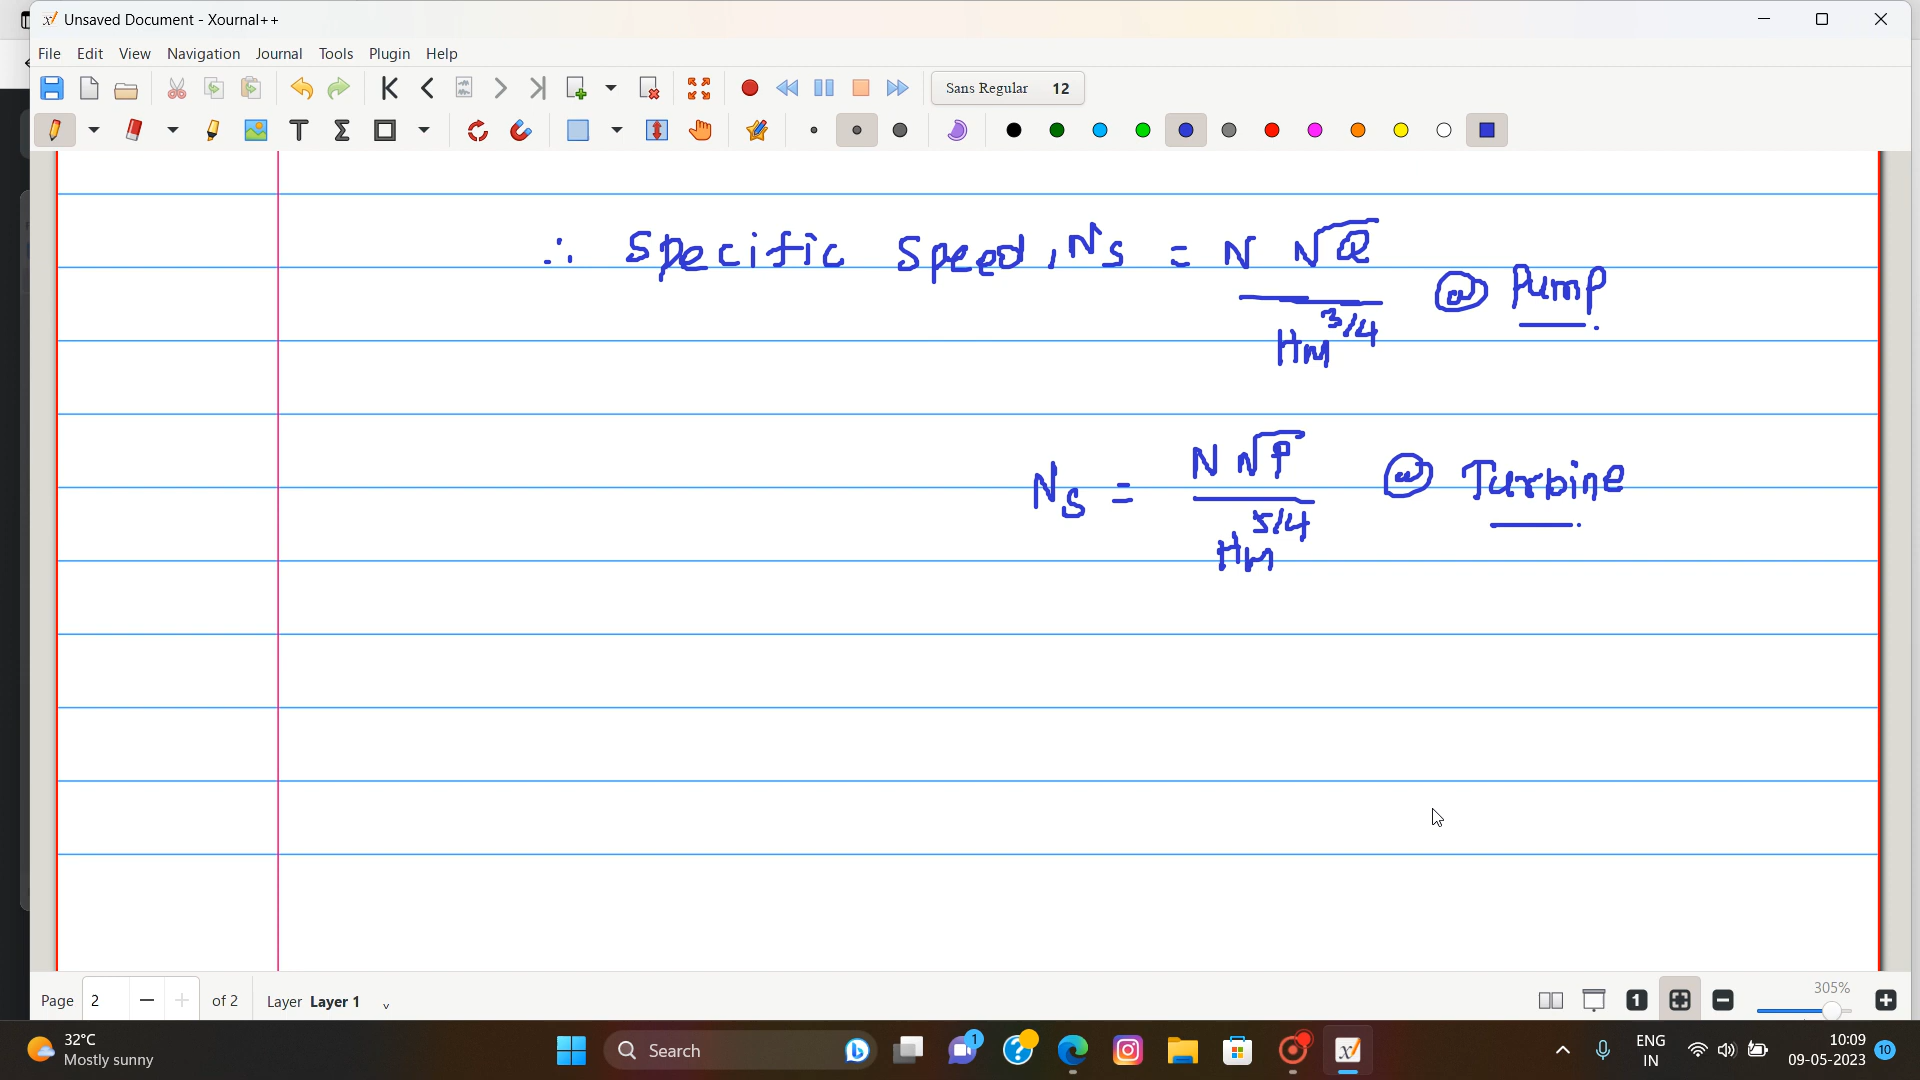 Unsaved Document - Xournal++
File Edit View Navigation Journal Tools Plugin Help
Sans Regular 12
∴ Specific Speed, Ns = N √Q
Hm^3/4
@ Pump
Ns = N √P
Hm^5/4
@ Turbine
Page 2 of 2 Layer Layer 1
305%
32°C
Mostly sunny
Search
1
ENG
IN
10:09
09-05-2023
10